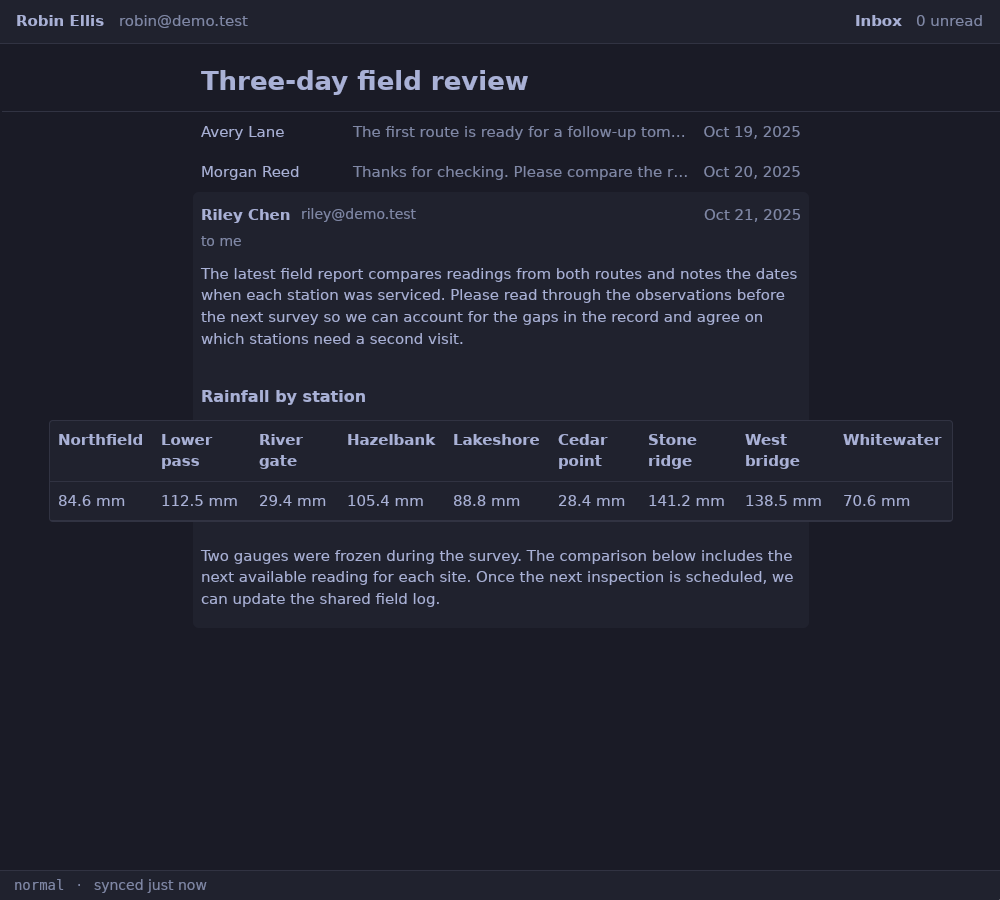 Robin Ellis robin@demo.test Inbox 0 unread
Three-day field review
Avery Lane The first route is ready for a follow-up tom… Oct 19, 2025
Morgan Reed Thanks for checking. Please compare the r… Oct 20, 2025
Riley Chen riley@demo.test Oct 21, 2025
to me
The latest field report compares readings from both routes and notes the dates
when each station was serviced. Please read through the observations before
the next survey so we can account for the gaps in the record and agree on
which stations need a second visit.
Rainfall by station
Northfield Lower pass River gate Hazelbank Lakeshore Cedar point Stone ridge West bridge Whitewater
84.6 mm 112.5 mm 29.4 mm 105.4 mm 88.8 mm 28.4 mm 141.2 mm 138.5 mm 70.6 mm
Two gauges were frozen during the survey. The comparison below includes the
next available reading for each site. Once the next inspection is scheduled, we
can update the shared field log.
normal · synced just now